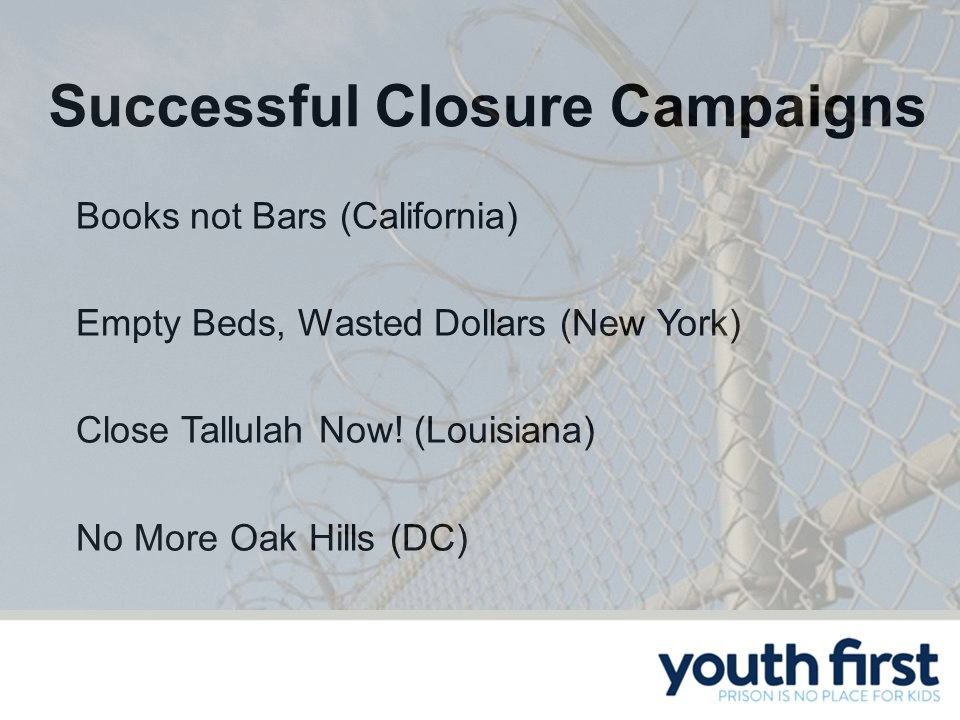 Successful Closure Campaigns
Books not Bars (California)
Empty Beds, Wasted Dollars (New York)
Close Tallulah Now! (Louisiana)
No More Oak Hills (DC)
youth first
PRISON IS NO PLACE FOR KIDS